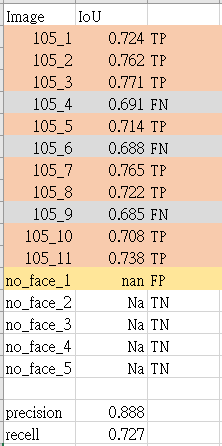 Image IoU
105_1 0.724 TP
105_2 0.762 TP
105_3 0.771 TP
105_4 0.691 FN
105_5 0.714 TP
105_6 0.688 FN
105_7 0.765 TP
105_8 0.722 TP
105_9 0.685 FN
105_10 0.708 TP
105_11 0.738 TP
no_face_1 nan FP
no_face_2 Na TN
no_face_3 Na TN
no_face_4 Na TN
no_face_5 Na TN
precision 0.888
recell 0.727